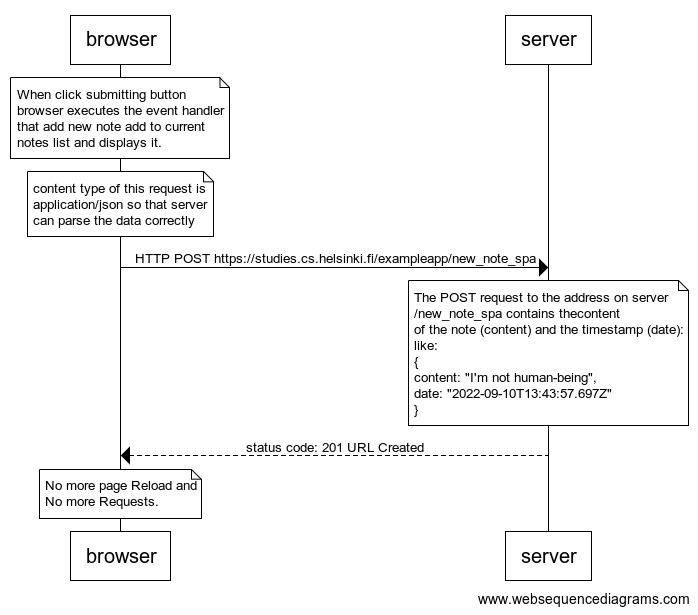 browser
server
When click submitting button
browser executes the event handler
that add new note add to current
notes list and displays it.
content type of this request is
application/json so that server
can parse the data correctly
HTTP POST https://studies.cs.helsinki.fi/exampleapp/new_note_spa
The POST request to the address on server
/new_note_spa contains thecontent
of the note (content) and the timestamp (date):
like:
{
content: "I'm not human-being",
date: "2022-09-10T13:43:57.697Z"
}
status code: 201 URL Created
No more page Reload and
No more Requests.
browser
server
www.websequencediagrams.com